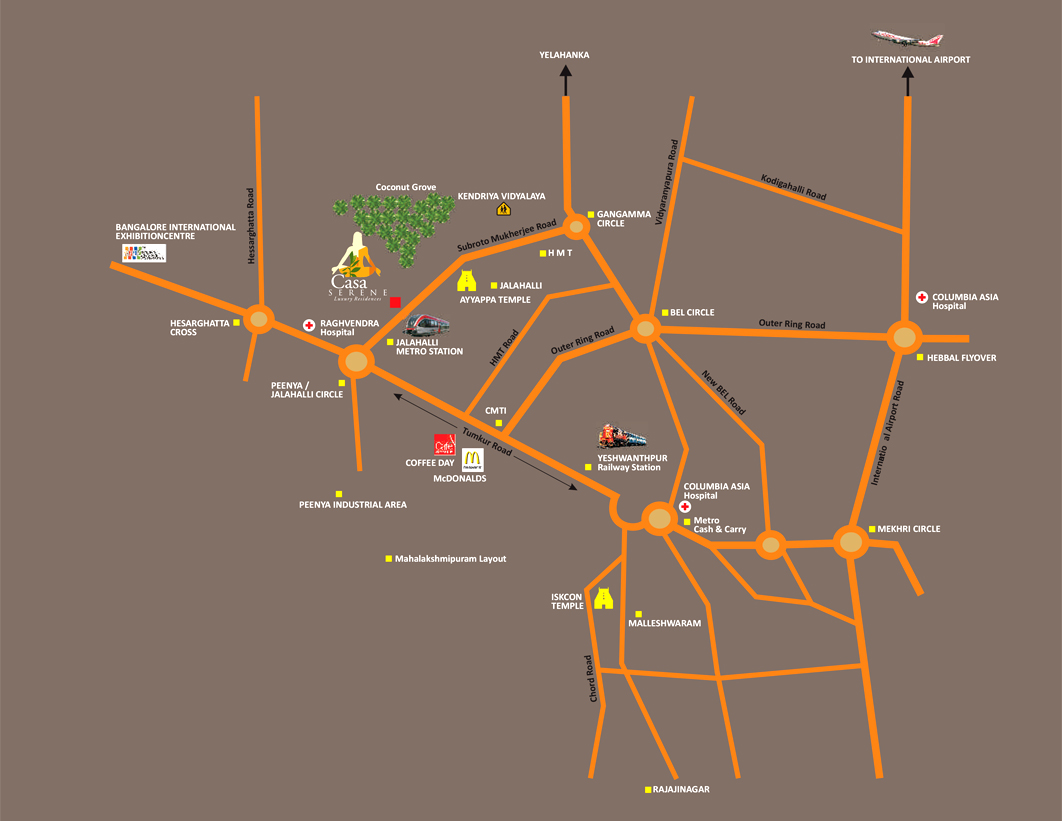 YELAHANKA
TO INTERNATIONAL AIRPORT
Coconut Grove
KENDRIYA VIDYALAYA
Hessarghatta Road
Vidyaranyapura Road
Kodigahalli Road
BANGALORE INTERNATIONAL
EXHIBITIONCENTRE
GANGAMMA
CIRCLE
Subroto Mukherjee Road
H M T
Casa
SERENE
Luxury Residences
JALAHALLI
AYYAPPA TEMPLE
COLUMBIA ASIA
Hospital
HESARGHATTA
CROSS
RAGHVENDRA
Hospital
BEL CIRCLE
Outer Ring Road
JALAHALLI
METRO STATION
HMT Road
Outer Ring Road
HEBBAL FLYOVER
PEENYA /
JALAHALLI CIRCLE
New BEL Road
Internatio  al Airport Road
CMTI
Tumkur Road
COFFEE DAY
McDONALDS
YESHWANTHPUR
Railway Station
COLUMBIA ASIA
Hospital
PEENYA INDUSTRIAL AREA
Metro
Cash & Carry
MEKHRI CIRCLE
Mahalakshmipuram Layout
ISKCON
TEMPLE
MALLESHWARAM
Chord Road
RAJAJINAGAR